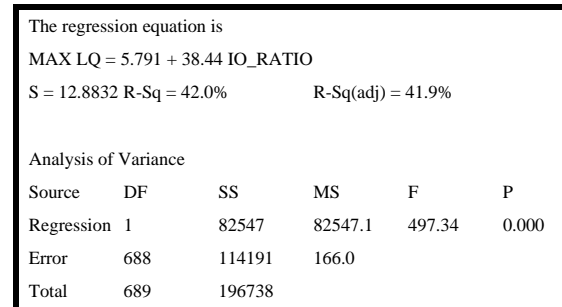 The regression equation is
MAX LQ = 5.791 + 38.44 IO_RATIO
S = 12.8832 R-Sq = 42.0% R-Sq(adj) = 41.9%
Analysis of Variance
Source DF SS MS F P
Regression 1 82547 82547.1 497.34 0.000
Error 688 114191 166.0
Total 689 196738